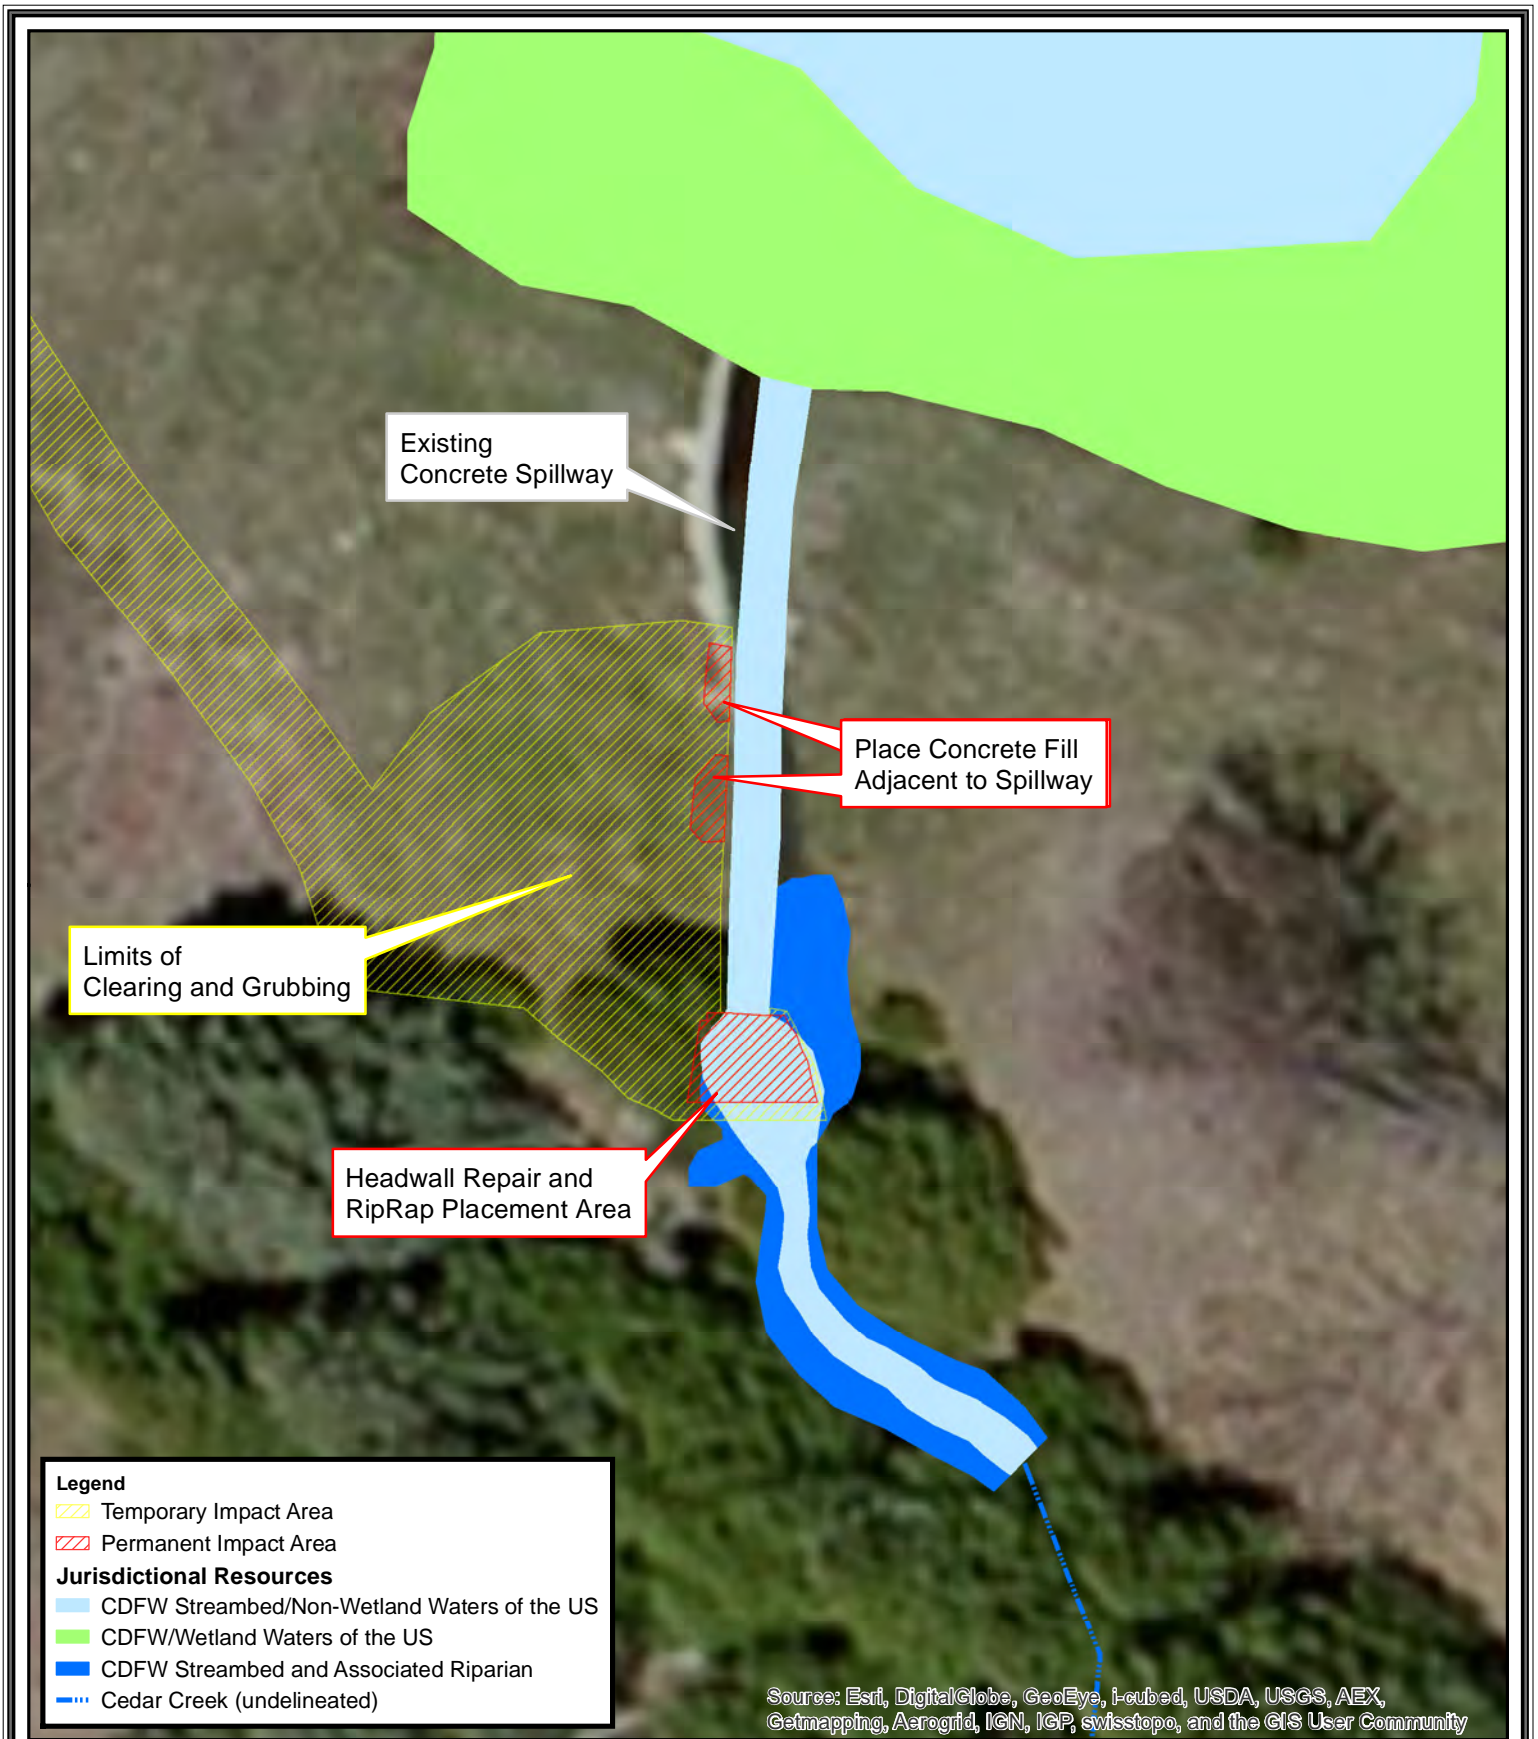 Existing
Concrete Spillway
Place Concrete Fill
Adjacent to Spillway
Limits of
Clearing and Grubbing
Headwall Repair and
RipRap Placement Area
Legend
Temporary Impact Area
Permanent Impact Area
Jurisdictional Resources
CDFW Streambed/Non-Wetland Waters of the US
CDFW/Wetland Waters of the US
CDFW Streambed and Associated Riparian
Cedar Creek (undelineated)
Source: Esri, DigitalGlobe, GeoEye, i-cubed, USDA, USGS, AEX,
Getmapping, Aerogrid, IGN, IGP, swisstopo, and the GIS User Community